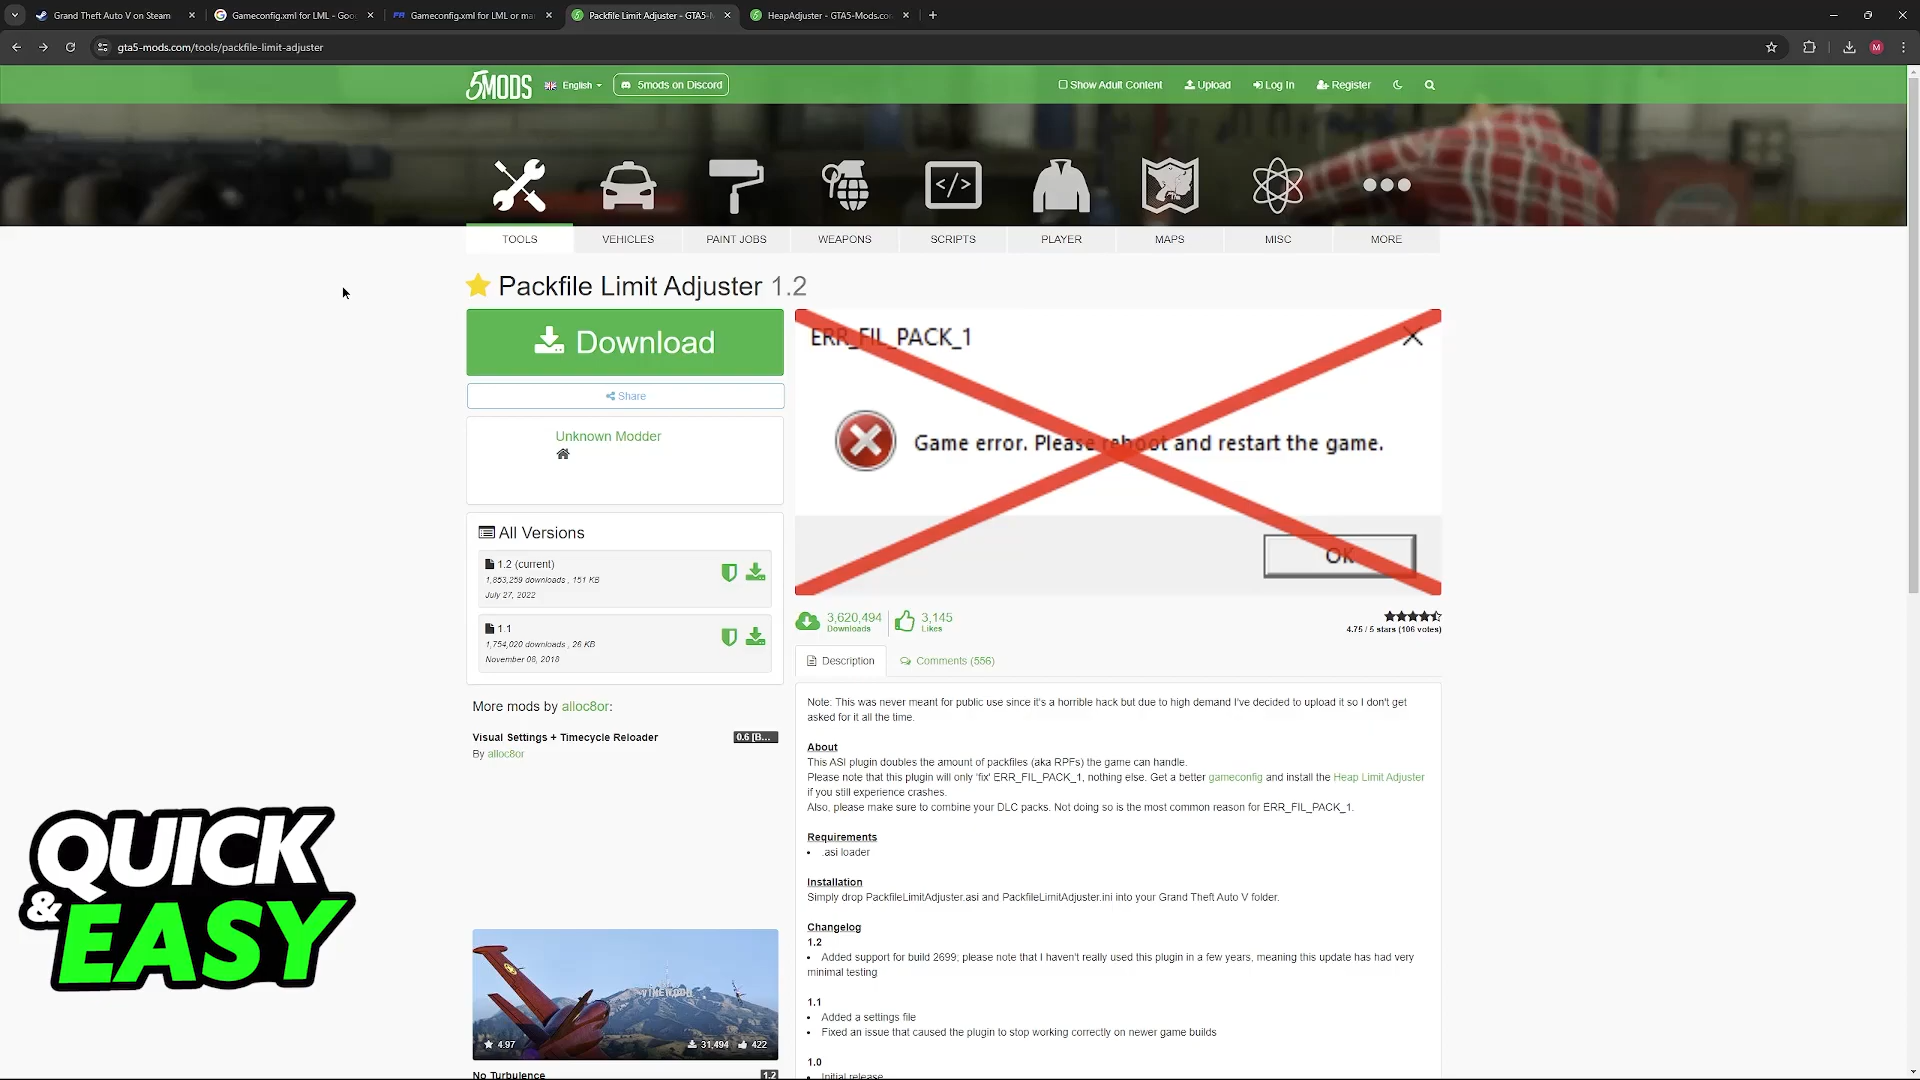 Grand Theft Auto V on Steam
Gameconfig.xml for LML - Goo
Gameconfig.xml for LML or ma
Packfile Limit Adjuster - GTA5-M
HeapAdjuster - GTA5-Mods.com
gta5-mods.com/tools/packfile-limit-adjuster
M
5MODS
English
5mods on Discord
Show Adult Content
Upload
Log In
Register
TOOLS
VEHICLES
PAINT JOBS
WEAPONS
SCRIPTS
PLAYER
MAPS
MISC
MORE
Packfile Limit Adjuster 1.2
Download
Share
Unknown Modder
All Versions
1.2 (current)
1,853,259 downloads , 151 KB
July 27, 2022
1.1
1,754,020 downloads , 26 KB
November 08, 2018
More mods by alloc8or:
Visual Settings + Timecycle Reloader
0.6 [B...
By alloc8or
VINEWOOD
4.97
31,494
422
No Turbulence
1.2
ERR_FIL_PACK_1
Game error. Please reboot and restart the game.
OK
3,620,494
Downloads
3,145
Likes
4.75 / 5 stars (106 votes)
Description
Comments (556)
Note: This was never meant for public use since it's a horrible hack but due to high demand I've decided to upload it so I don't get
asked for it all the time.
About
This ASI plugin doubles the amount of packfiles (aka RPFs) the game can handle.
Please note that this plugin will only 'fix' ERR_FIL_PACK_1, nothing else. Get a better gameconfig and install the Heap Limit Adjuster
if you still experience crashes.
Also, please make sure to combine your DLC packs. Not doing so is the most common reason for ERR_FIL_PACK_1.
Requirements
• .asi loader
Installation
Simply drop PackfileLimitAdjuster.asi and PackfileLimitAdjuster.ini into your Grand Theft Auto V folder.
Changelog
1.2
• Added support for build 2699; please note that I haven't really used this plugin in a few years, meaning this update has had very
minimal testing
1.1
• Added a settings file
• Fixed an issue that caused the plugin to stop working correctly on newer game builds
1.0
• Initial release
QUICK
& EASY